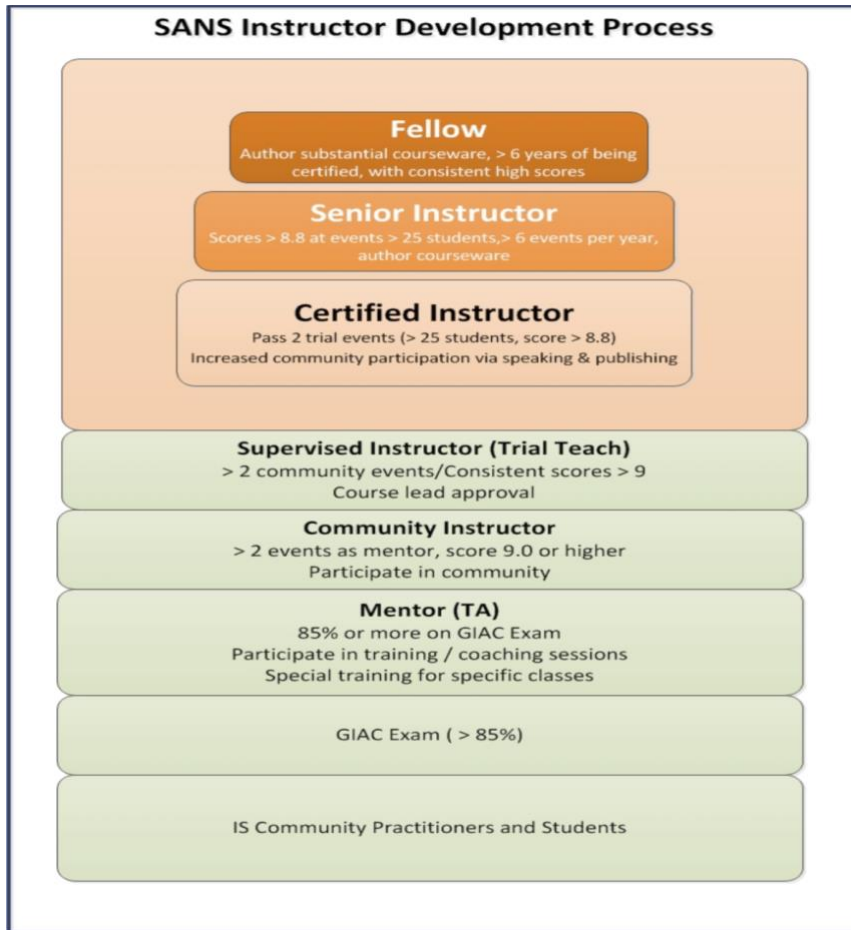 SANS Instructor Development Process
Fellow
Author substantial courseware, > 6 years of being
certified, with consistent high scores
Senior Instructor
Scores > 8.8 at events > 25 students,> 6 events per year,
author courseware
Certified Instructor
Pass 2 trial events (> 25 students, score > 8.8)
Increased community participation via speaking & publishing
Supervised Instructor (Trial Teach)
> 2 community events/Consistent scores > 9
Course lead approval
Community Instructor
> 2 events as mentor, score 9.0 or higher
Participate in community
Mentor (TA)
85% or more on GIAC Exam
Participate in training / coaching sessions
Special training for specific classes
GIAC Exam ( > 85%)
IS Community Practitioners and Students